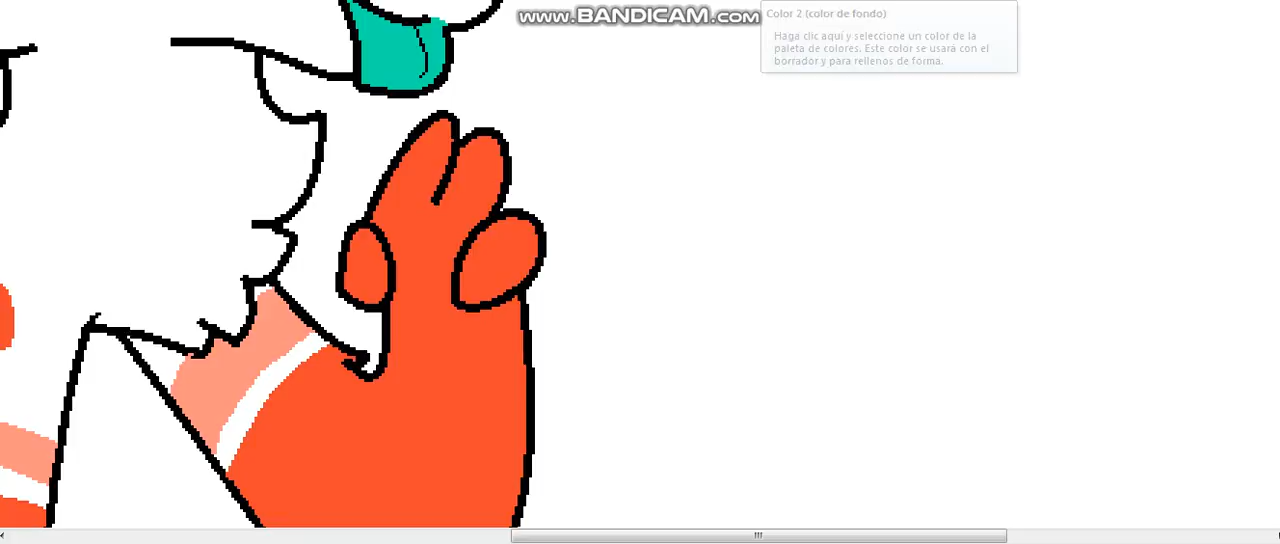 www.BANDICAM.com
Color 2 (color de fondo)
Haga clic aquí y seleccione un color de la
paleta de colores. Este color se usará con el
borrador y para rellenos de forma.